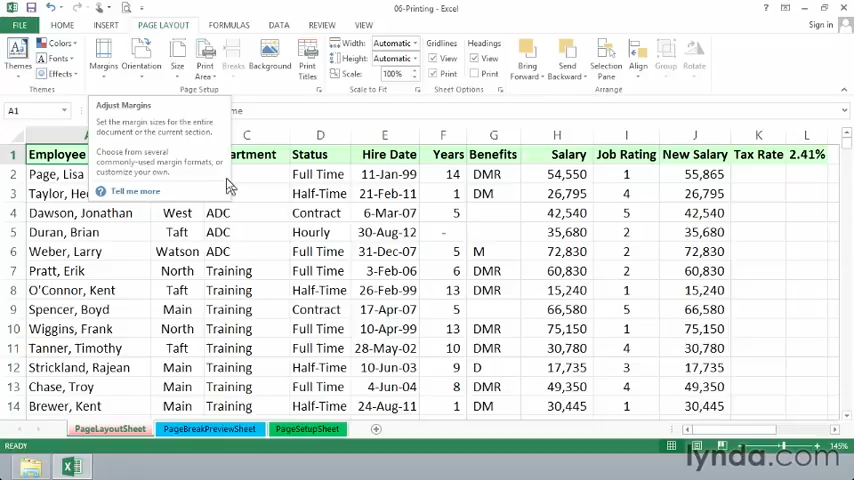 06-Printing - Excel
Sign in
FILE HOME INSERT PAGE LAYOUT FORMULAS DATA REVIEW VIEW
Colors Width: Automatic Gridlines Headings
Fonts Height: Automatic View View
Effects Scale: 100% Print Print
Themes Margins Orientation Size Print Area Breaks Background Print Titles Bring Forward Send Backward Selection Pane Align Group Rotate
Themes Page Setup Scale to Fit Sheet Options Arrange
A1
Adjust Margins
Set the margin sizes for the entire
document or the current section.
Choose from several
commonly-used margin formats, or
customize your own.
Tell me more
C D E F G H I J K L
1 Employee Status Hire Date Years Benefits Salary Job Rating New Salary Tax Rate 2.41%
2 Page, Lisa Full Time 11-Jan-99 14 DMR 54,550 1 55,865
3 Half-Time 21-Feb-11 1 DM 26,795 4 26,795
4 Dawson, Jonathan West ADC Contract 6-Mar-07 5 42,540 5 42,540
5 Duran, Brian Taft ADC Hourly 30-Aug-12 - 35,680 2 35,680
6 Weber, Larry Watson ADC Full Time 31-Dec-07 5 M 72,830 2 72,830
7 Pratt, Erik North Training Full Time 3-Feb-06 6 DMR 60,830 2 60,830
8 O'Connor, Kent Taft Training Half-Time 26-Feb-99 13 DMR 15,240 1 15,240
9 Spencer, Boyd Main Training Contract 17-Apr-07 5 66,580 5 66,580
10 Wiggins, Frank North Training Full Time 10-Apr-99 13 DMR 75,150 1 75,150
11 Tanner, Timothy Taft Training Full Time 28-May-02 10 DMR 30,780 4 30,780
12 Strickland, Rajean Main Training Half-Time 10-Jun-03 9 D 17,735 3 17,735
13 Chase, Troy Main Training Full Time 4-Jun-04 8 DMR 49,350 4 49,350
14 Brewer, Kent Main Training Half-Time 24-Aug-11 1 DM 30,445 1 30,445
PageLayoutSheet PageBreakPreviewSheet PageSetupSheet
READY
145%
lynda.com